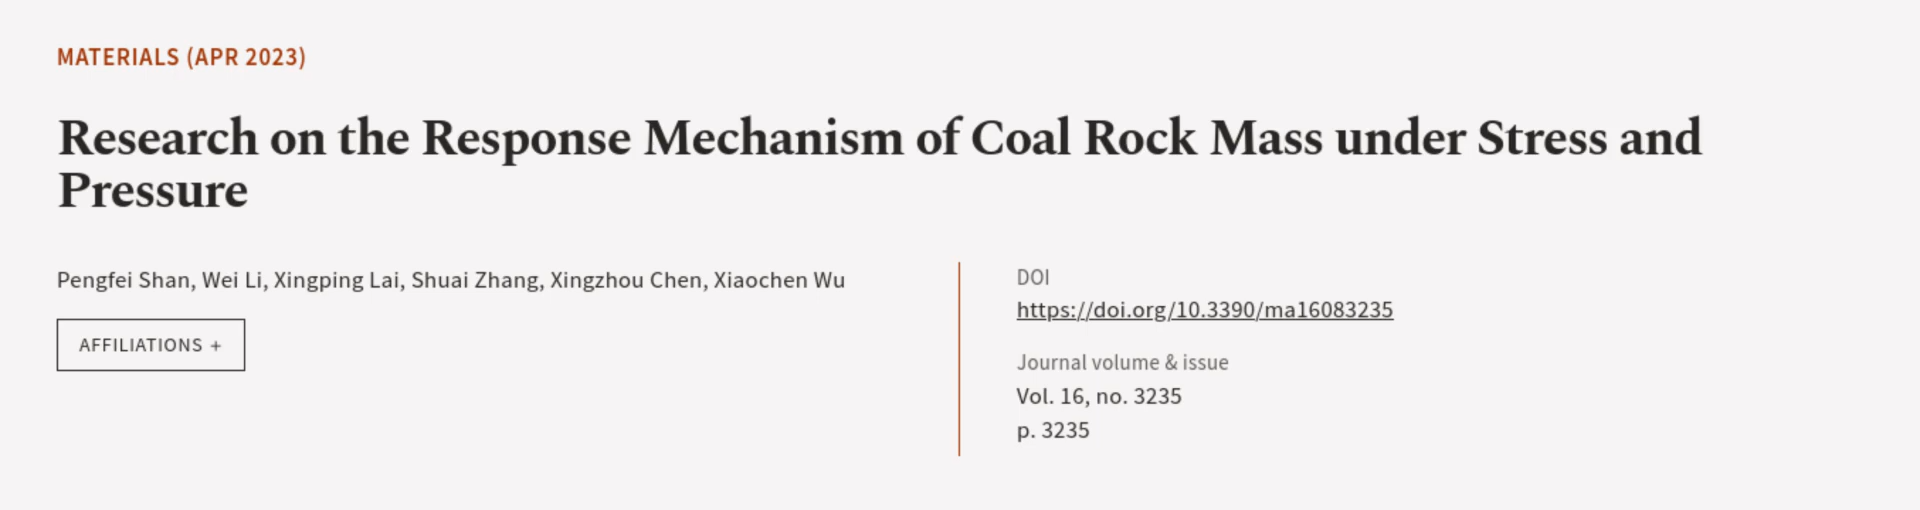 MATERIALS (APR 2023)
Research on the Response Mechanism of Coal Rock Mass under Stress and
Pressure
Pengfei Shan, Wei Li, Xingping Lai, Shuai Zhang, Xingzhou Chen, Xiaochen Wu
AFFILIATIONS +
DOI
https://doi.org/10.3390/ma16083235
Journal volume & issue
Vol. 16, no. 3235
p. 3235